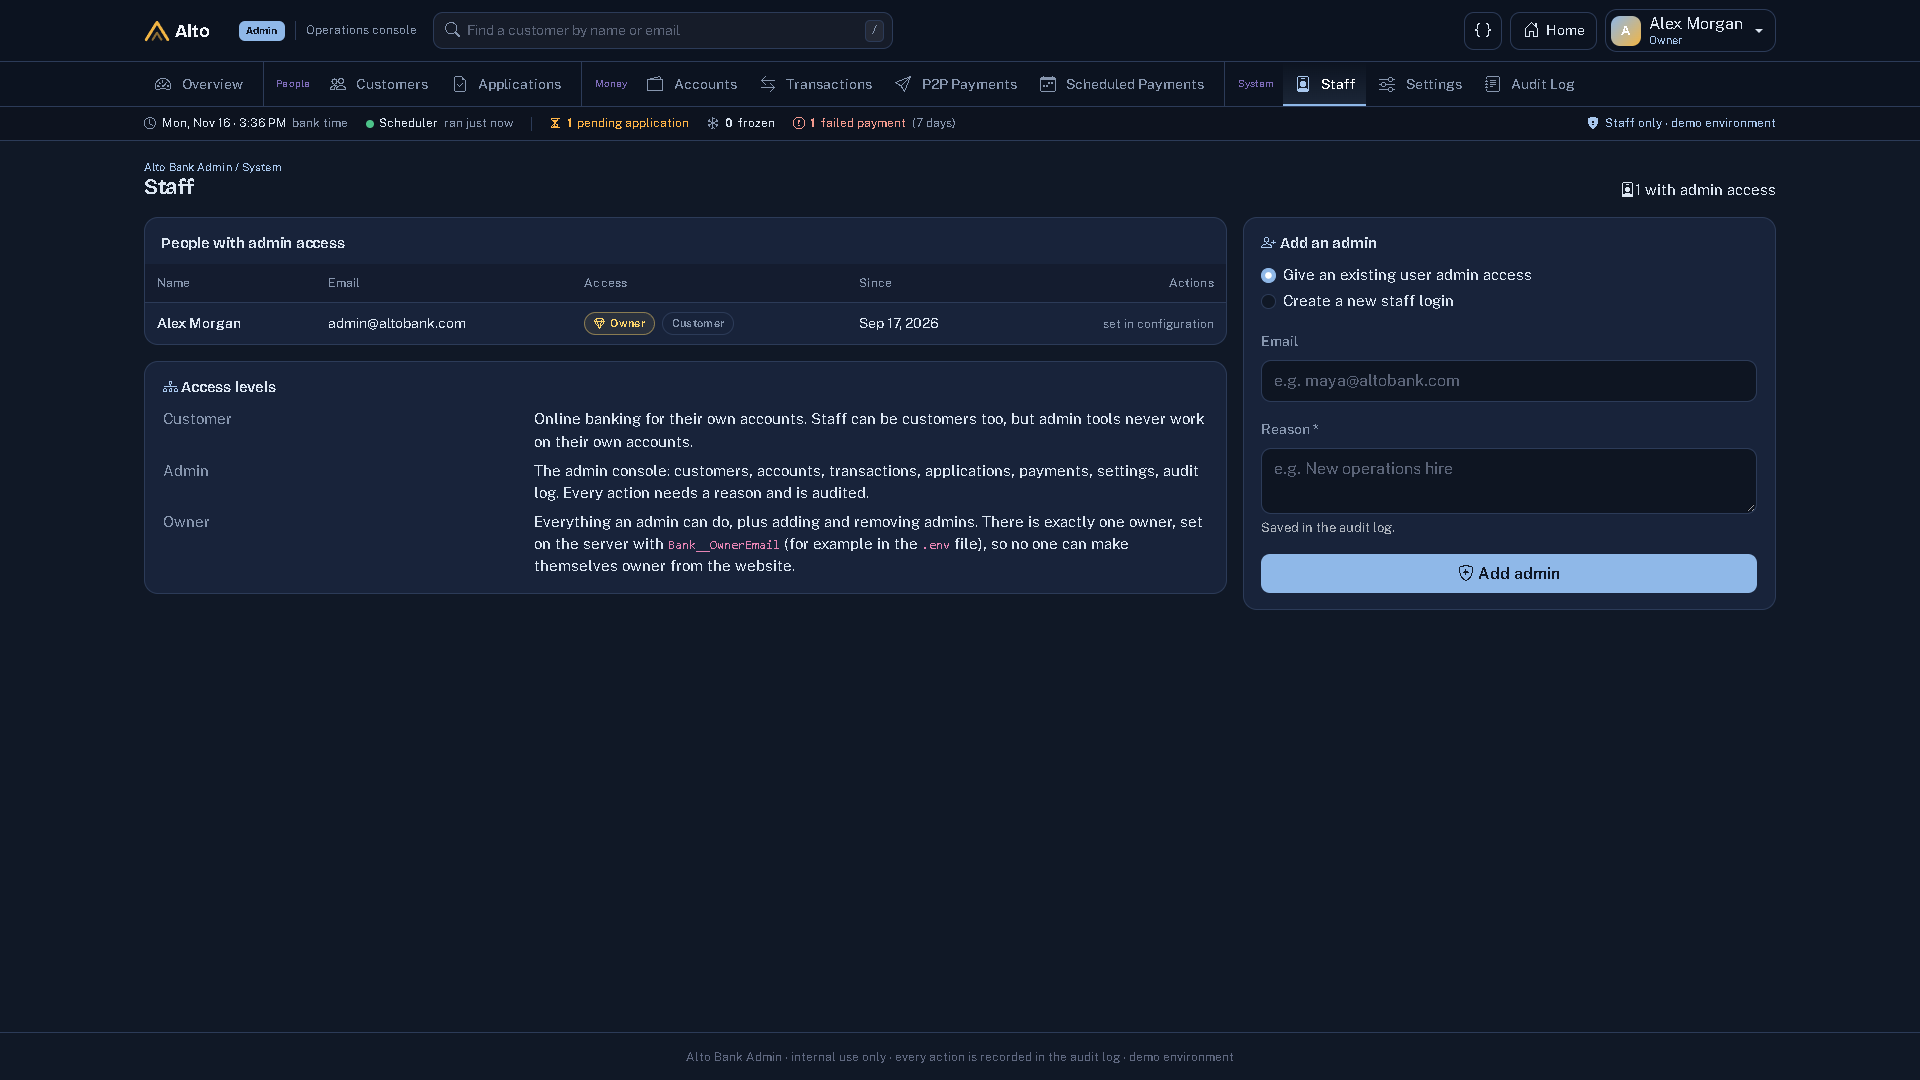 Alto
Admin
Operations console
Find a customer by name or email
/
{ }
Home
A
Alex Morgan
Owner
Overview
People
Customers
Applications
Money
Accounts
Transactions
P2P Payments
Scheduled Payments
System
Staff
Settings
Audit Log
Mon, Nov 16 · 3:36 PM bank time
Scheduler ran just now
1 pending application
0 frozen
1 failed payment (7 days)
Staff only · demo environment
Alto Bank Admin / System
Staff
1 with admin access
People with admin access
Name Email Access Since Actions
Alex Morgan admin@altobank.com Owner Customer Sep 17, 2026 set in configuration
Access levels
Customer
Online banking for their own accounts. Staff can be customers too, but admin tools never work
on their own accounts.
Admin
The admin console: customers, accounts, transactions, applications, payments, settings, audit
log. Every action needs a reason and is audited.
Owner
Everything an admin can do, plus adding and removing admins. There is exactly one owner, set
on the server with Bank__OwnerEmail (for example in the .env file), so no one can make
themselves owner from the website.
Add an admin
Give an existing user admin access
Create a new staff login
Email
e.g. maya@altobank.com
Reason *
e.g. New operations hire
Saved in the audit log.
Add admin
Alto Bank Admin · internal use only · every action is recorded in the audit log · demo environment